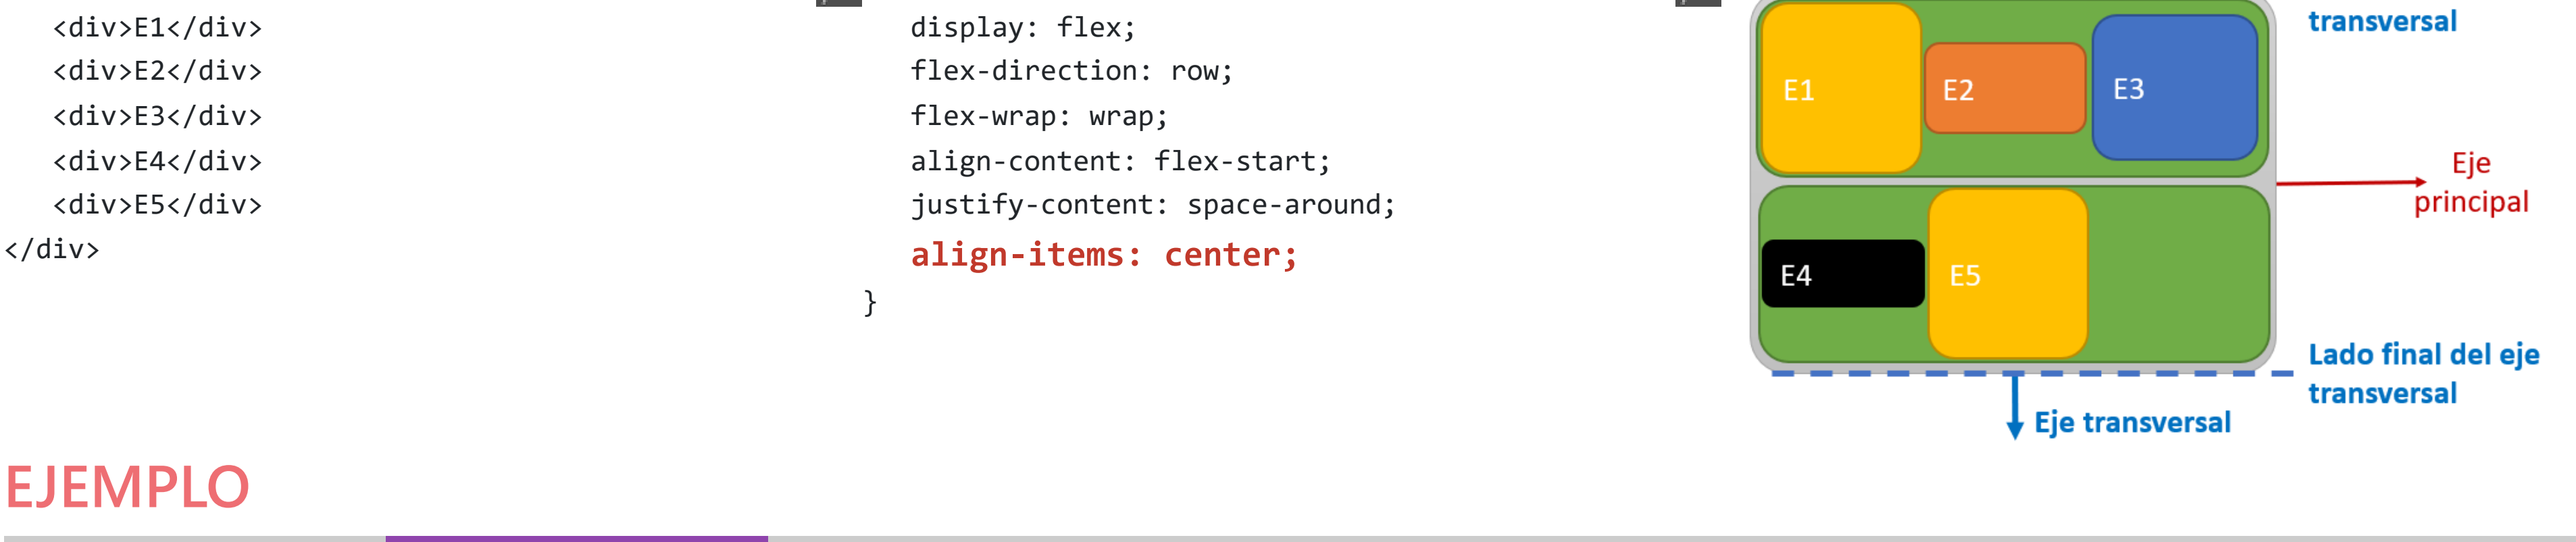 <div>E1</div>
<div>E2</div>
<div>E3</div>
<div>E4</div>
<div>E5</div>
</div>
display: flex;
flex-direction: row;
flex-wrap: wrap;
align-content: flex-start;
justify-content: space-around;
align-items: center;
}
transversal
E1
E2
E3
Eje
principal
E4
E5
Lado final del eje
transversal
Eje transversal
EJEMPLO